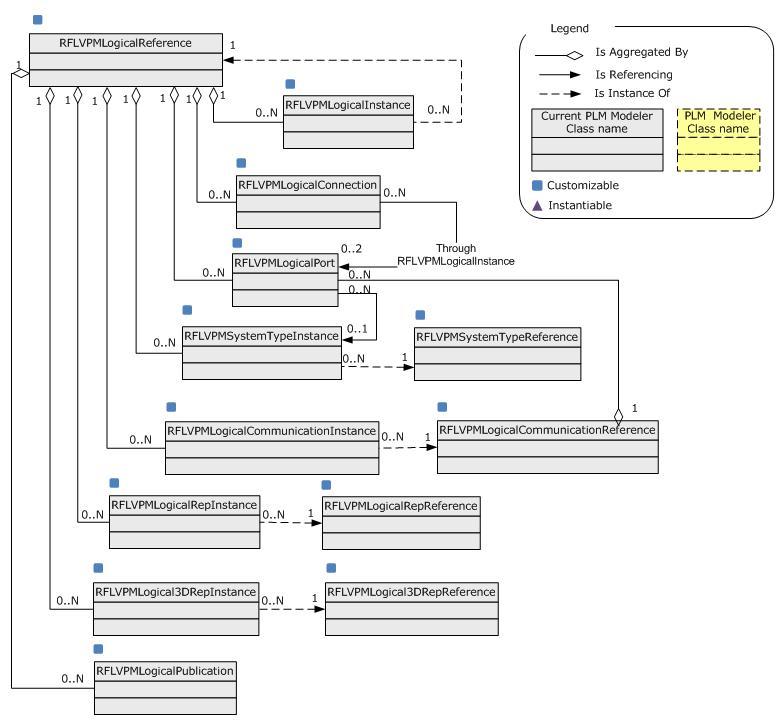 RFLVPMLogicalReference
1
1
1
1
1
1
1
1
1
RFLVPMLogicalInstance
0..N
0..N
RFLVPMLogicalConnection
0..N
0..N
Through
RFLVPMLogicalInstance
0..2
RFLVPMLogicalPort
0..N
0..N
0..N
RFLVPMSystemTypeInstance
0..1
0..N
0..N
1
RFLVPMSystemTypeReference
RFLVPMLogicalCommunicationInstance
0..N
0..N
1
1
RFLVPMLogicalCommunicationReference
RFLVPMLogicalRepInstance
0..N
0..N
1
RFLVPMLogicalRepReference
RFLVPMLogical3DRepInstance
0..N
0..N
1
RFLVPMLogical3DRepReference
RFLVPMLogicalPublication
0..N
Legend
Is Aggregated By
Is Referencing
Is Instance Of
Current PLM Modeler
Class name
PLM Modeler
Class name
Customizable
Instantiable